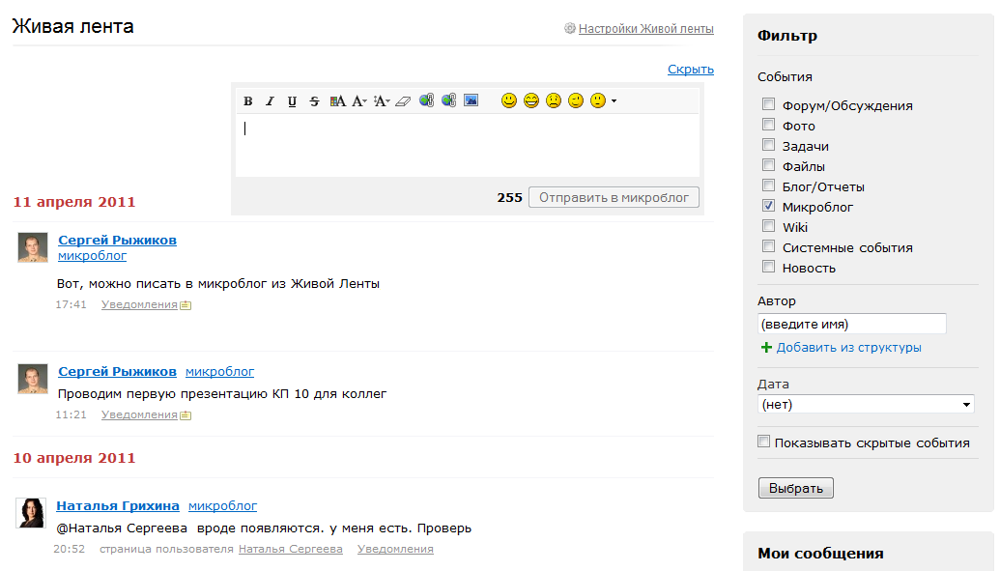 Живая лента
Настройки Живой ленты
Скрыть
B I U S A A A
255 Отправить в микроблог
11 апреля 2011
Сергей Рыжиков
микроблог
Вот, можно писать в микроблог из Живой Ленты
17:41 Уведомления
Сергей Рыжиков микроблог
Проводим первую презентацию КП 10 для коллег
11:21 Уведомления
10 апреля 2011
Наталья Грихина микроблог
@Наталья Сергеева вроде появляются. у меня есть. Проверь
20:52 страница пользователя Наталья Сергеева Уведомления
Фильтр
События
Форум/Обсуждения
Фото
Задачи
Файлы
Блог/Отчеты
Микроблог
Wiki
Системные события
Новость
Автор
(введите имя)
Добавить из структуры
Дата
(нет)
Показывать скрытые события
Выбрать
Мои сообщения